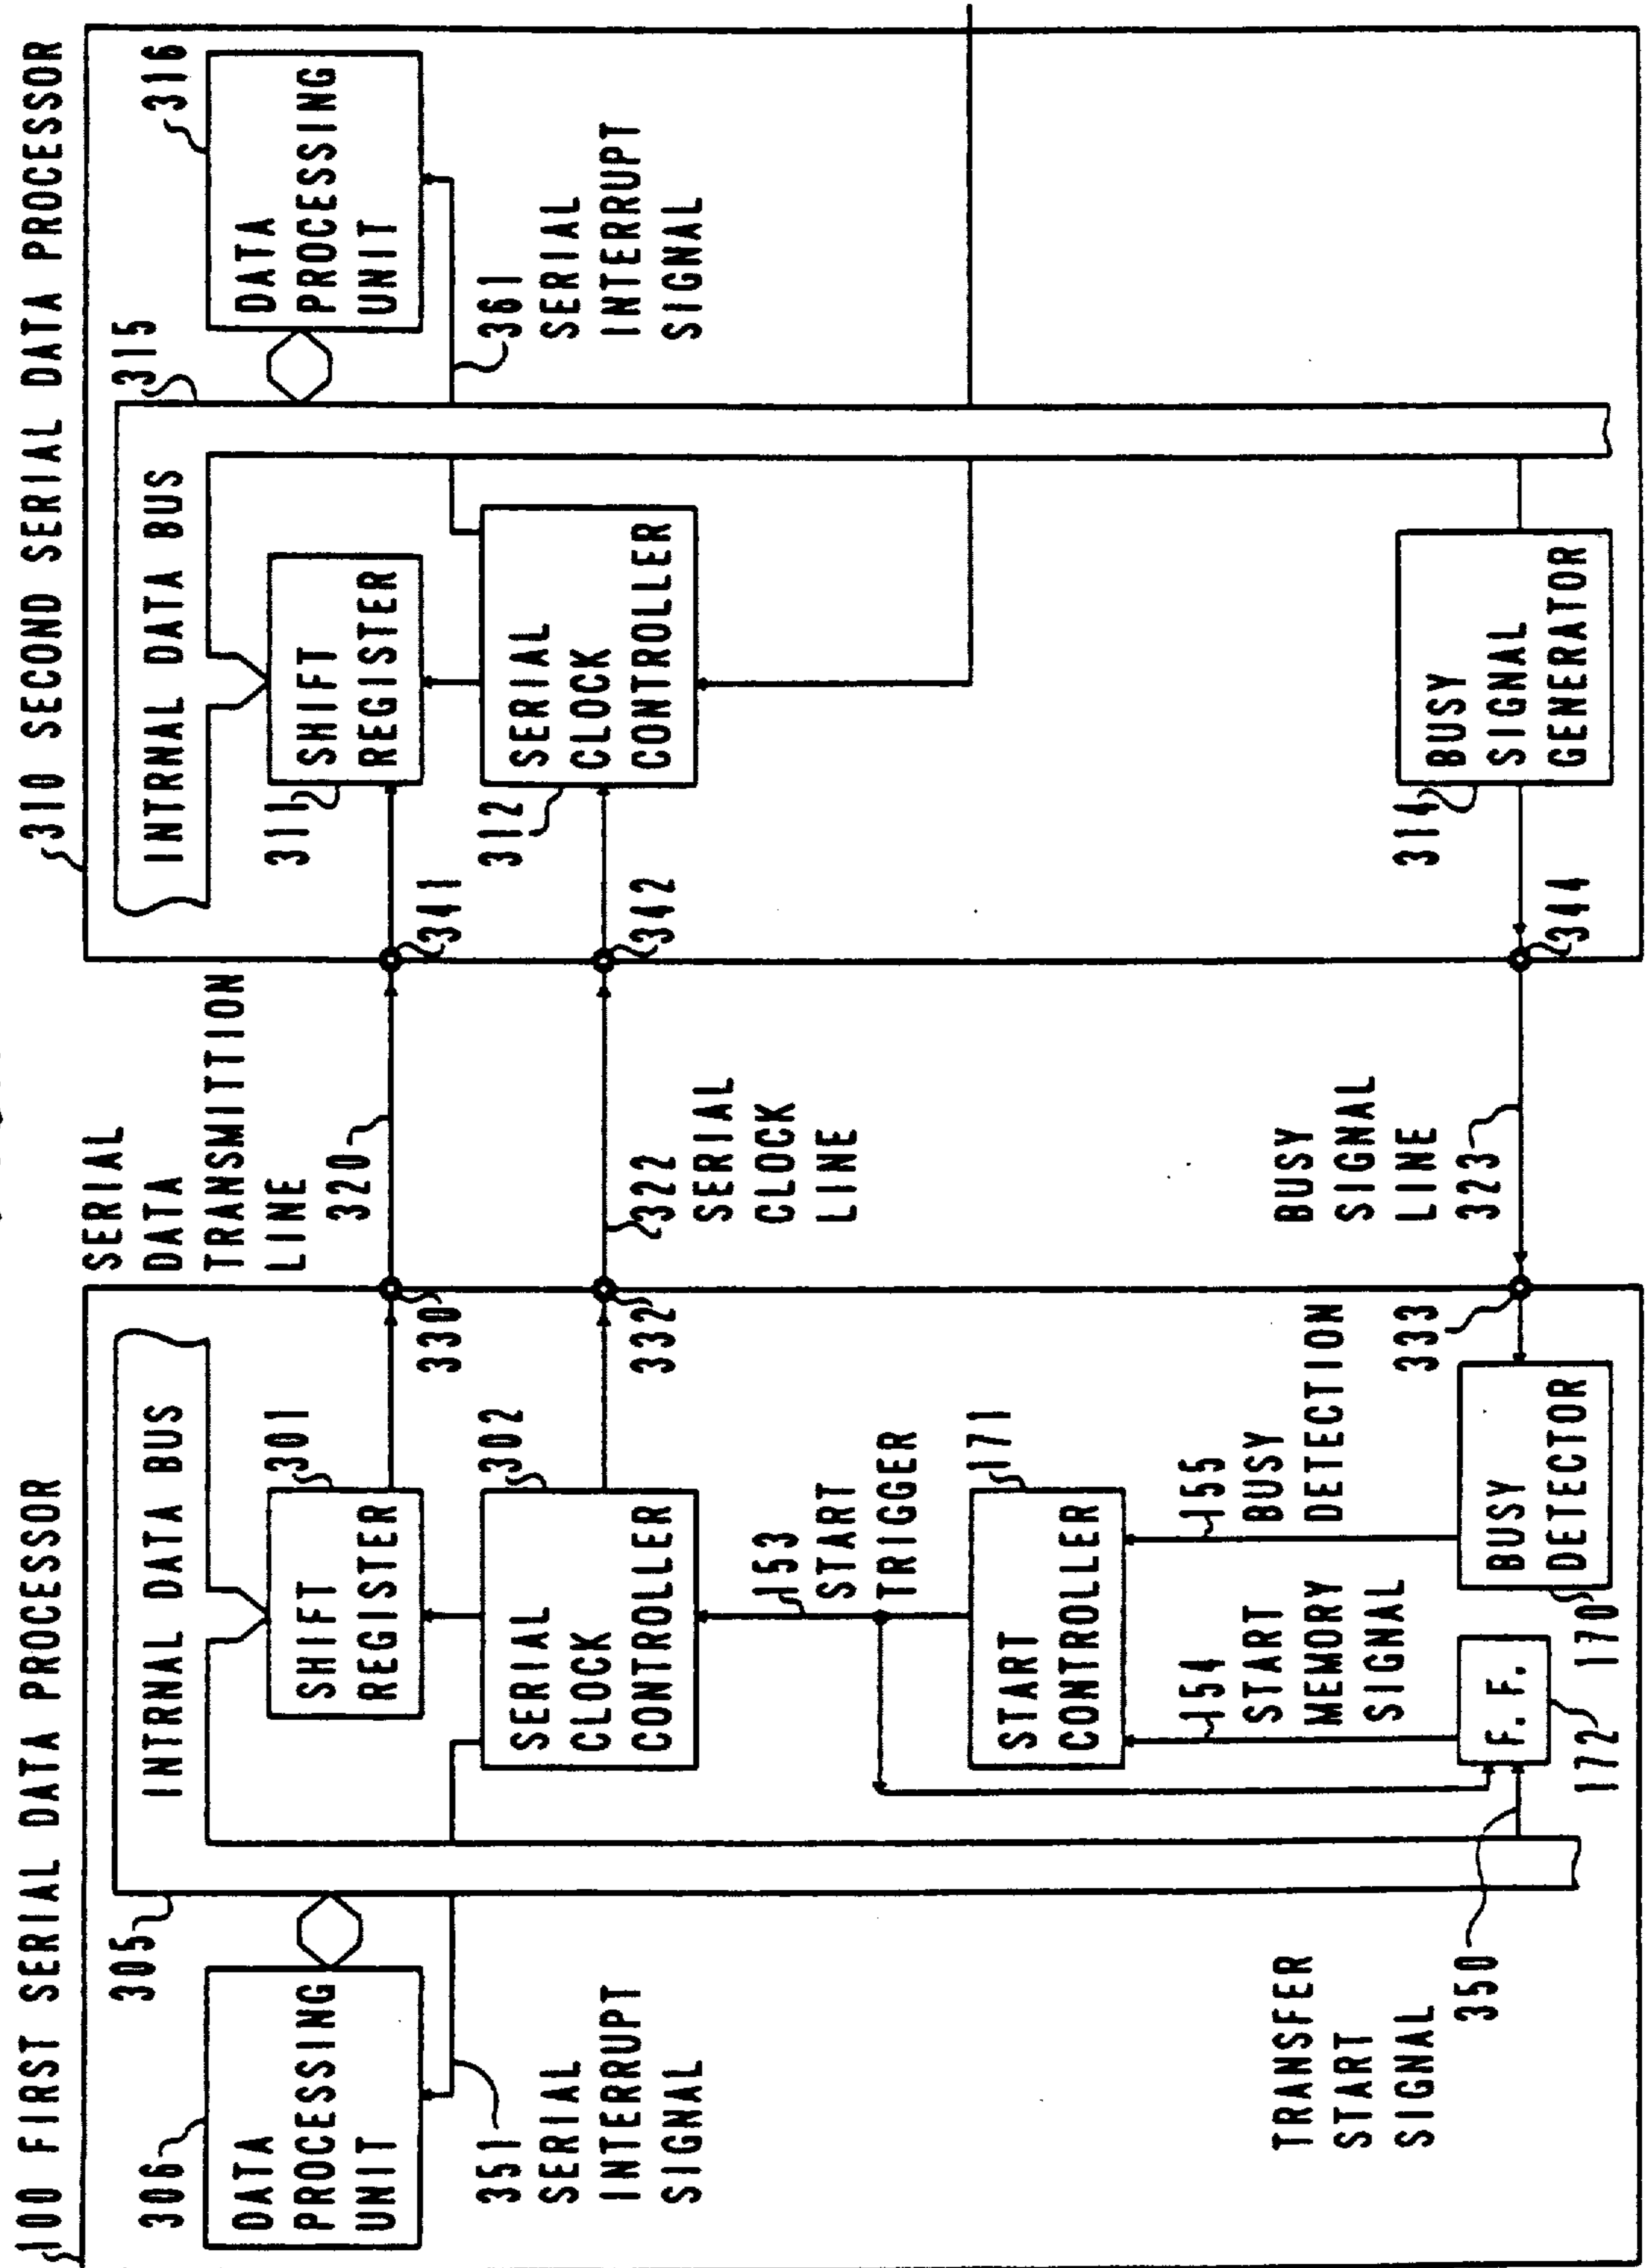 100 FIRST SERIAL DATA PROCESSOR
306
DATA
PROCESSING
UNIT
305
INTRNAL DATA BUS
351
SERIAL
INTERRUPT
SIGNAL
SHIFT
REGISTER
301
SERIAL
CLOCK
CONTROLLER
302
153
START
TRIGGER
START
CONTROLLER
171
154
START
MEMORY
SIGNAL
155
BUSY
DETECTION
F. F.
172
BUSY
DETECTOR
170
TRANSFER
START
SIGNAL
350
330
332
333
SERIAL
DATA
TRANSMITTION
LINE
320
322
SERIAL
CLOCK
LINE
BUSY
SIGNAL
LINE
323
310 SECOND SERIAL DATA PROCESSOR
INTRNAL DATA BUS
315
316
DATA
PROCESSING
UNIT
341
311
SHIFT
REGISTER
342
312
SERIAL
CLOCK
CONTROLLER
361
SERIAL
INTERRUPT
SIGNAL
344
314
BUSY
SIGNAL
GENERATOR